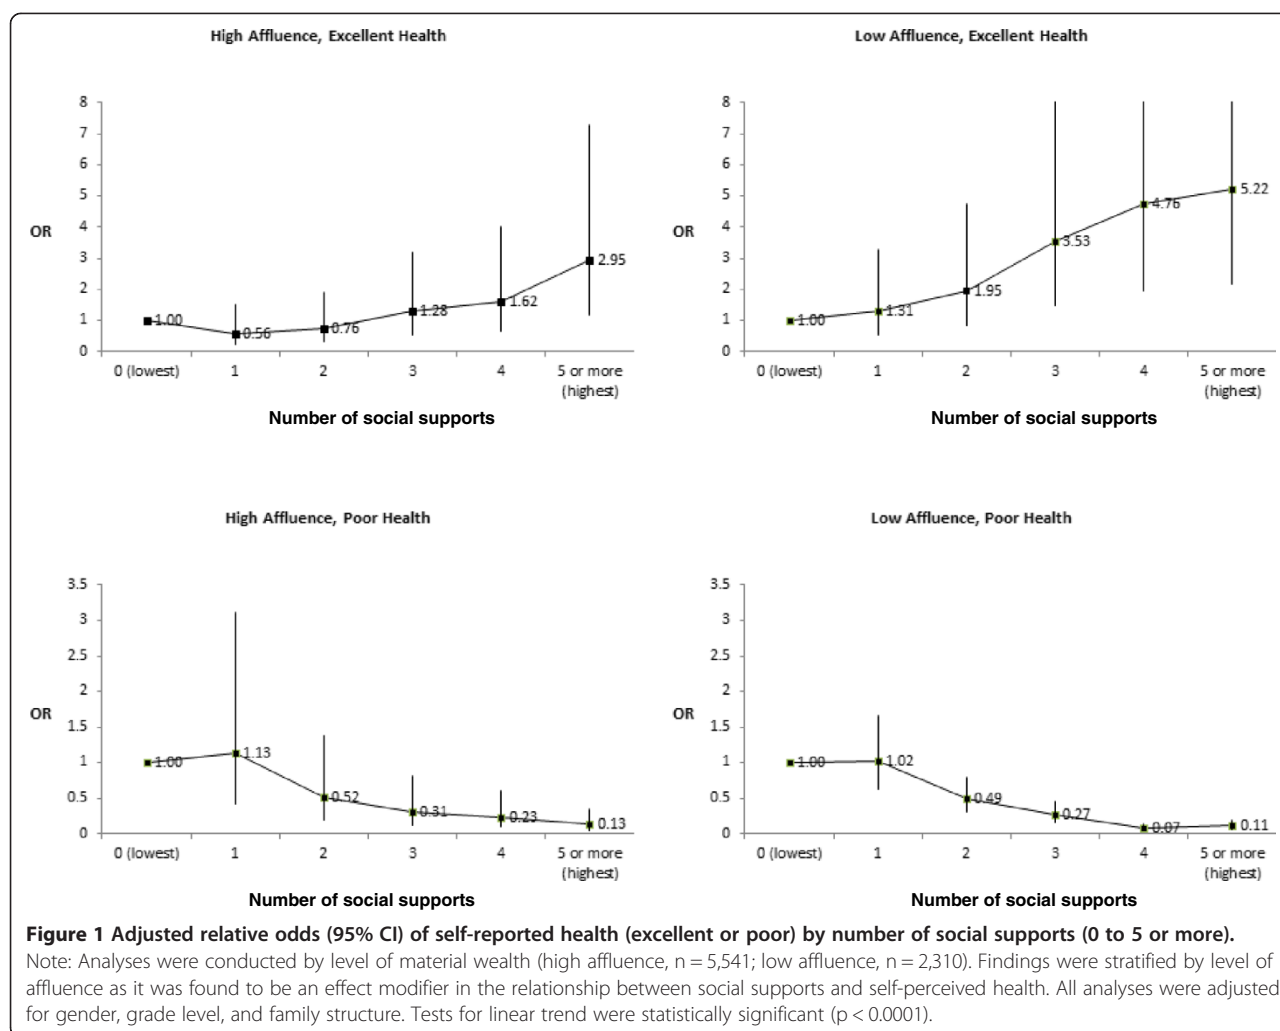 High Affluence, Excellent Health
8
7
6
5
4
3
2
1
0
OR
1.00
0.56
0.76
1.28
1.62
2.95
0 (lowest) 1 2 3 4 5 or more
(highest)
Number of social supports
Low Affluence, Excellent Health
8
7
6
5
4
3
2
1
0
OR
1.00
1.31
1.95
3.53
4.76
5.22
0 (lowest) 1 2 3 4 5 or more
(highest)
Number of social supports
High Affluence, Poor Health
3.5
3
2.5
2
1.5
1
0.5
0
OR
1.00
1.13
0.52
0.31
0.23
0.13
0 (lowest) 1 2 3 4 5 or more
(highest)
Number of social supports
Low Affluence, Poor Health
3.5
3
2.5
2
1.5
1
0.5
0
OR
1.00
1.02
0.49
0.27
0.07
0.11
0 (lowest) 1 2 3 4 5 or more
(highest)
Number of social supports
Figure 1 Adjusted relative odds (95% CI) of self-reported health (excellent or poor) by number of social supports (0 to 5 or more).
Note: Analyses were conducted by level of material wealth (high affluence, n = 5,541; low affluence, n = 2,310). Findings were stratified by level of
affluence as it was found to be an effect modifier in the relationship between social supports and self-perceived health. All analyses were adjusted
for gender, grade level, and family structure. Tests for linear trend were statistically significant (p < 0.0001).